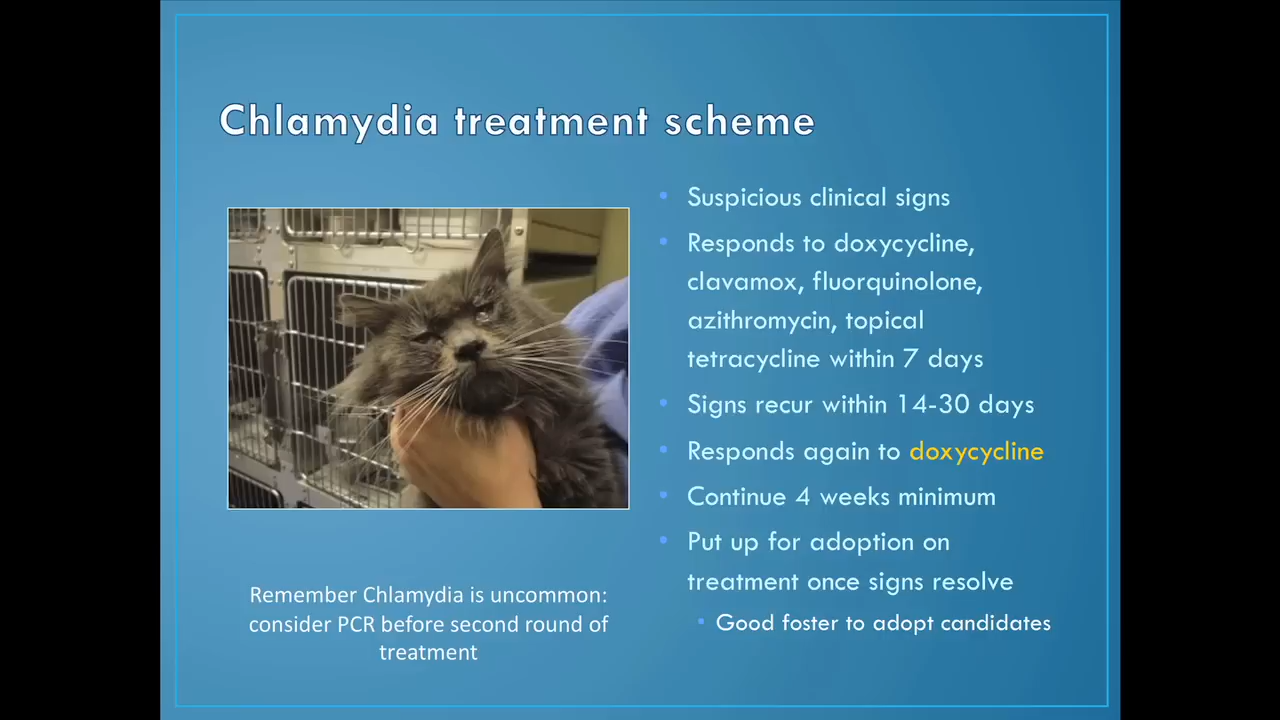 Chlamydia treatment scheme
Suspicious clinical signs
Responds to doxycycline,
clavamox, fluorquinolone,
azithromycin, topical
tetracycline within 7 days
Signs recur within 14-30 days
Responds again to doxycycline
Continue 4 weeks minimum
Put up for adoption on
treatment once signs resolve
Good foster to adopt candidates
Remember Chlamydia is uncommon:
consider PCR before second round of
treatment